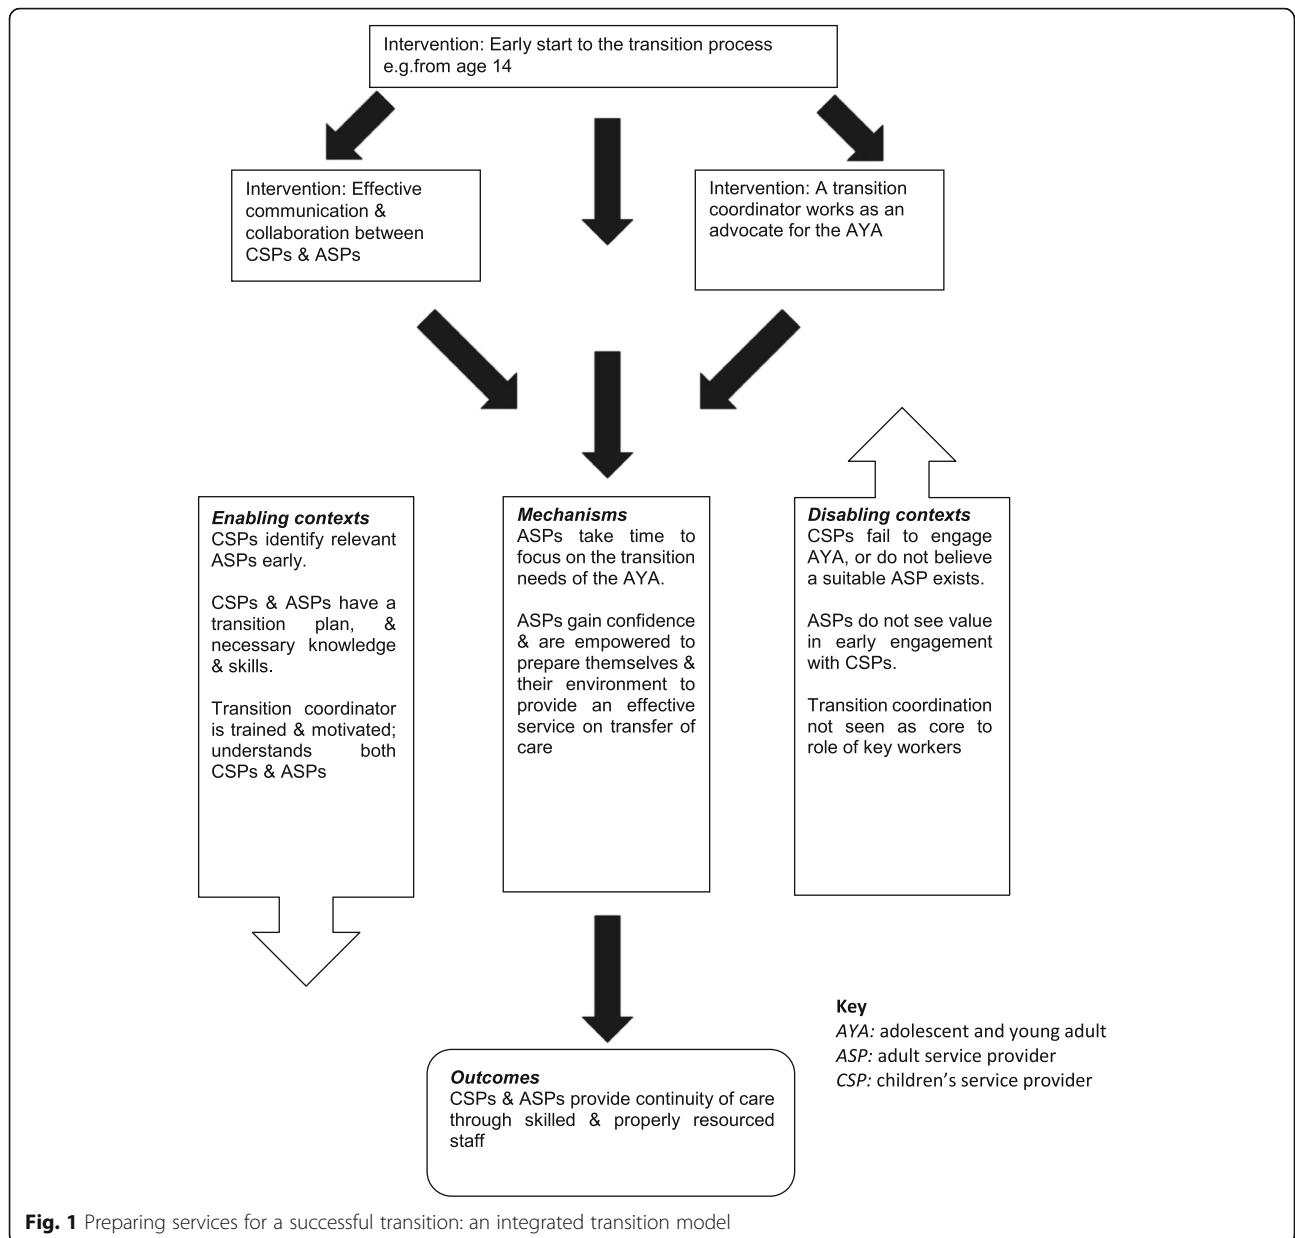 Intervention: Early start to the transition process
e.g.from age 14
Intervention: Effective
communication &
collaboration between
CSPs & ASPs
Intervention: A transition
coordinator works as an
advocate for the AYA
Enabling contexts
CSPs identify relevant
ASPs early.
CSPs & ASPs have a
transition plan, &
necessary knowledge
& skills.
Transition coordinator
is trained & motivated;
understands both
CSPs & ASPs
Mechanisms
ASPs take time to
focus on the transition
needs of the AYA.
ASPs gain confidence
& are empowered to
prepare themselves &
their environment to
provide an effective
service on transfer of
care
Disabling contexts
CSPs fail to engage
AYA, or do not believe
a suitable ASP exists.
ASPs do not see value
in early engagement
with CSPs.
Transition coordination
not seen as core to
role of key workers
Outcomes
CSPs & ASPs provide continuity of care
through skilled & properly resourced
staff
Key
AYA: adolescent and young adult
ASP: adult service provider
CSP: children’s service provider
Fig. 1 Preparing services for a successful transition: an integrated transition model